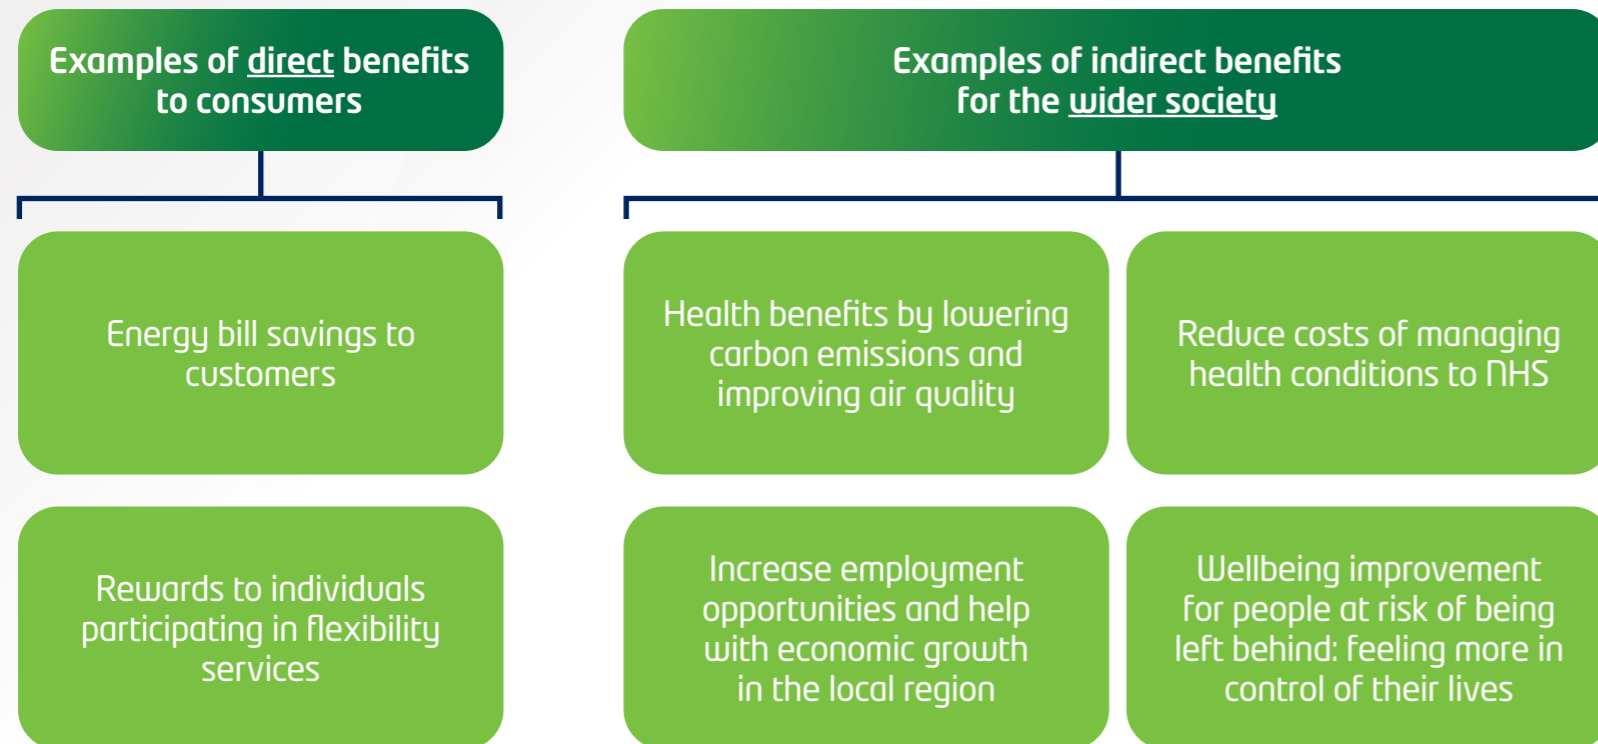 Examples of direct benefits
to consumers
Energy bill savings to
customers
Rewards to individuals
participating in flexibility
services
Examples of indirect benefits
for the wider society
Health benefits by lowering
carbon emissions and
improving air quality
Reduce costs of managing
health conditions to NHS
Increase employment
opportunities and help
with economic growth
in the local region
Wellbeing improvement
for people at risk of being
left behind: feeling more in
control of their lives